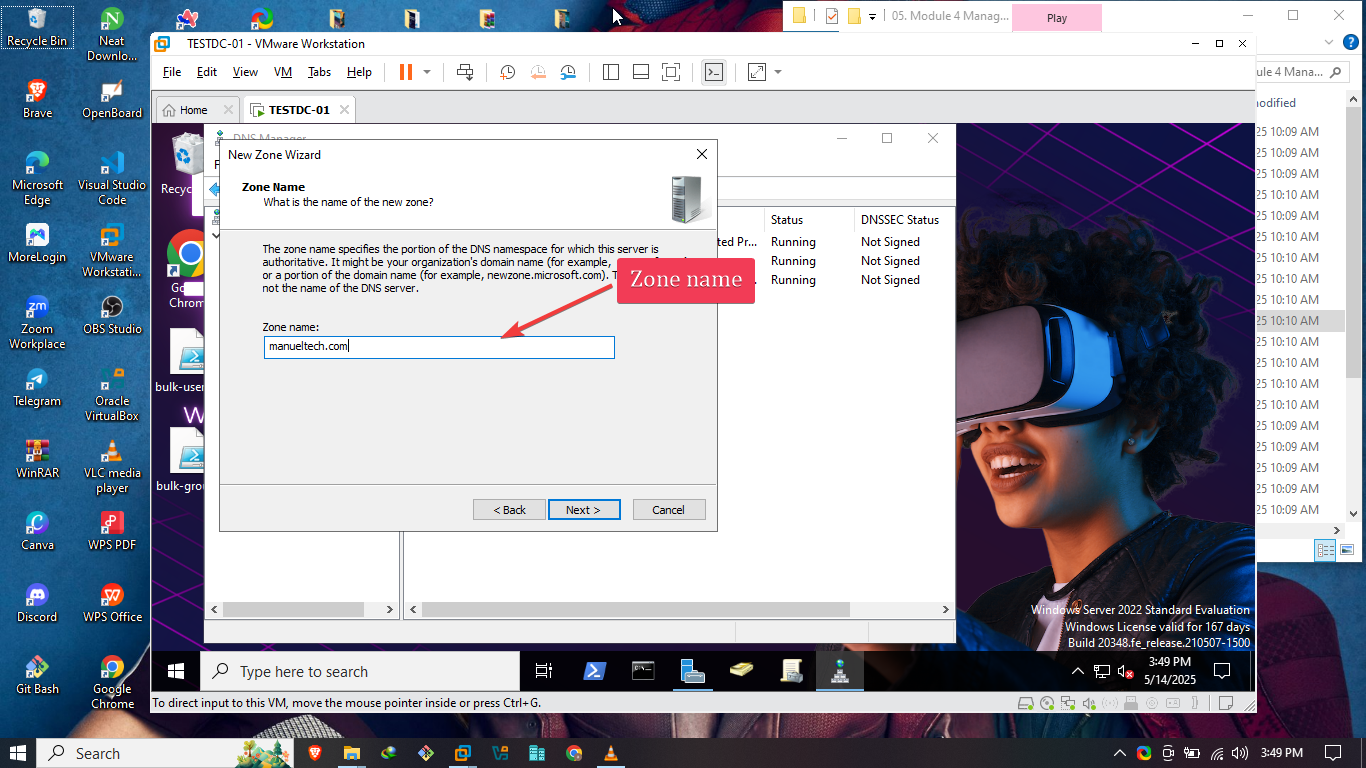 Recycle Bin
Neat Downlo...
Brave
OpenBoard
Microsoft Edge
Visual Studio Code
MoreLogin
VMware Workstati...
Zoom Workplace
OBS Studio
Telegram
Oracle VirtualBox
WinRAR
VLC media player
Canva
WPS PDF
Discord
WPS Office
Git Bash
Google Chrome
05. Module 4 Manag...
Play
ule 4 Mana...
odified
25 10:09 AM
25 10:09 AM
25 10:09 AM
25 10:09 AM
25 10:09 AM
25 10:09 AM
25 10:10 AM
25 10:10 AM
25 10:10 AM
25 10:10 AM
25 10:10 AM
25 10:10 AM
25 10:10 AM
25 10:10 AM
25 10:09 AM
25 10:09 AM
25 10:09 AM
25 10:09 AM
25 10:09 AM
TESTDC-01 - VMware Workstation
File Edit View VM Tabs Help
Home
TESTDC-01
Recyc
Go
Chrom
bulk-user
W
bulk-grou
DNS Manager
New Zone Wizard
Zone Name
What is the name of the new zone?
The zone name specifies the portion of the DNS namespace for which this server is
authoritative. It might be your organization's domain name (for example,
or a portion of the domain name (for example, newzone.microsoft.com). T
not the name of the DNS server.
Zone name
Zone name:
manueltech.com
< Back Next > Cancel
Status DNSSEC Status
ted Pr... Running Not Signed
Running Not Signed
Running Not Signed
Windows Server 2022 Standard Evaluation
Windows License valid for 167 days
Build 20348.fe_release.210507-1500
Type here to search
3:49 PM
5/14/2025
To direct input to this VM, move the mouse pointer inside or press Ctrl+G.
Search
3:49 PM